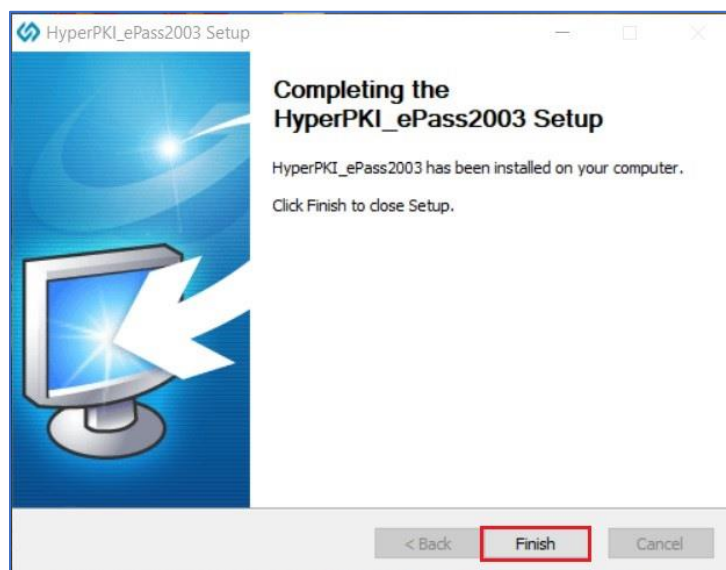 HyperPKI_ePass2003 Setup
Completing the
HyperPKI_ePass2003 Setup
HyperPKI_ePass2003 has been installed on your computer.
Click Finish to close Setup.
< Back
Finish
Cancel